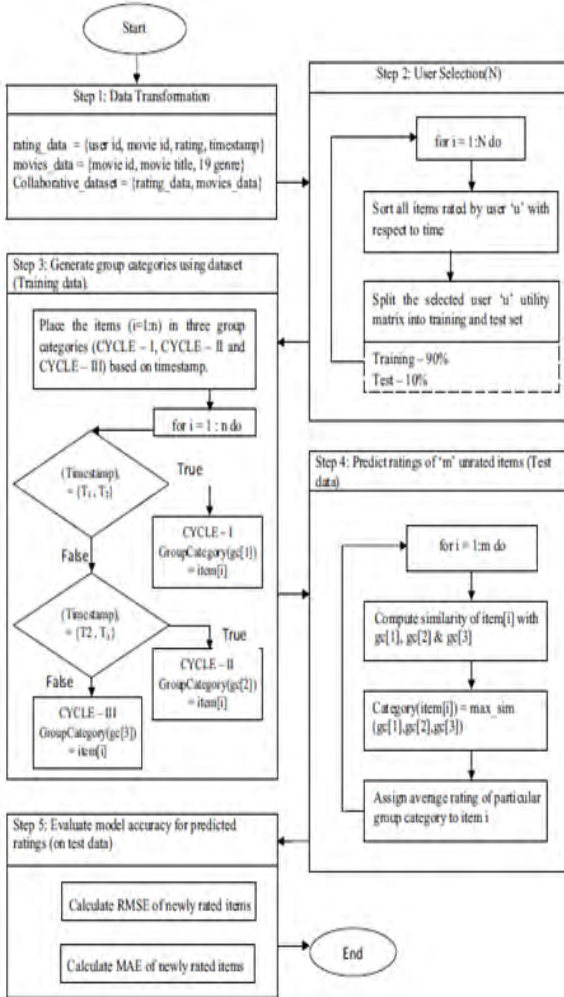 Start
Step 1: Data Transformation
rating_data = {user id, movie id, rating, timestamp}
movies_data = {movie id, movie title, 19 genre}
Collaborative_dataset = {rating_data, movies_data}
Step 2: User Selection(N)
for i = 1:N do
Sort all items rated by user ‘u’ with
respect to time
Split the selected user ‘u’ utility
matrix into training and test set
Training – 90%
Test – 10%
Step 3: Generate group categories using dataset
(Training data).
Place the items (i=1:n) in three group
categories (CYCLE – I, CYCLE – II and
CYCLE – III) based on timestamp.
for i = 1 : n do
(Timestamp)ᵢ
= {T₁ , T₂}
True
CYCLE – I
GroupCategory(gc[1])
= item[i]
False
(Timestamp)ᵢ
= {T2 , T₃}
True
CYCLE – II
GroupCategory(gc[2])
= item[i]
False
CYCLE – III
GroupCategory(gc[3])
= item[i]
Step 4: Predict ratings of ‘m’ unrated items (Test
data)
for i = 1:m do
Compute similarity of item[i] with
gc[1], gc[2] & gc[3]
Category(item[i]) = max_sim
(gc[1],gc[2],gc[3])
Assign average rating of particular
group category to item i
Step 5: Evaluate model accuracy for predicted
ratings (on test data)
Calculate RMSE of newly rated items
Calculate MAE of newly rated items
End